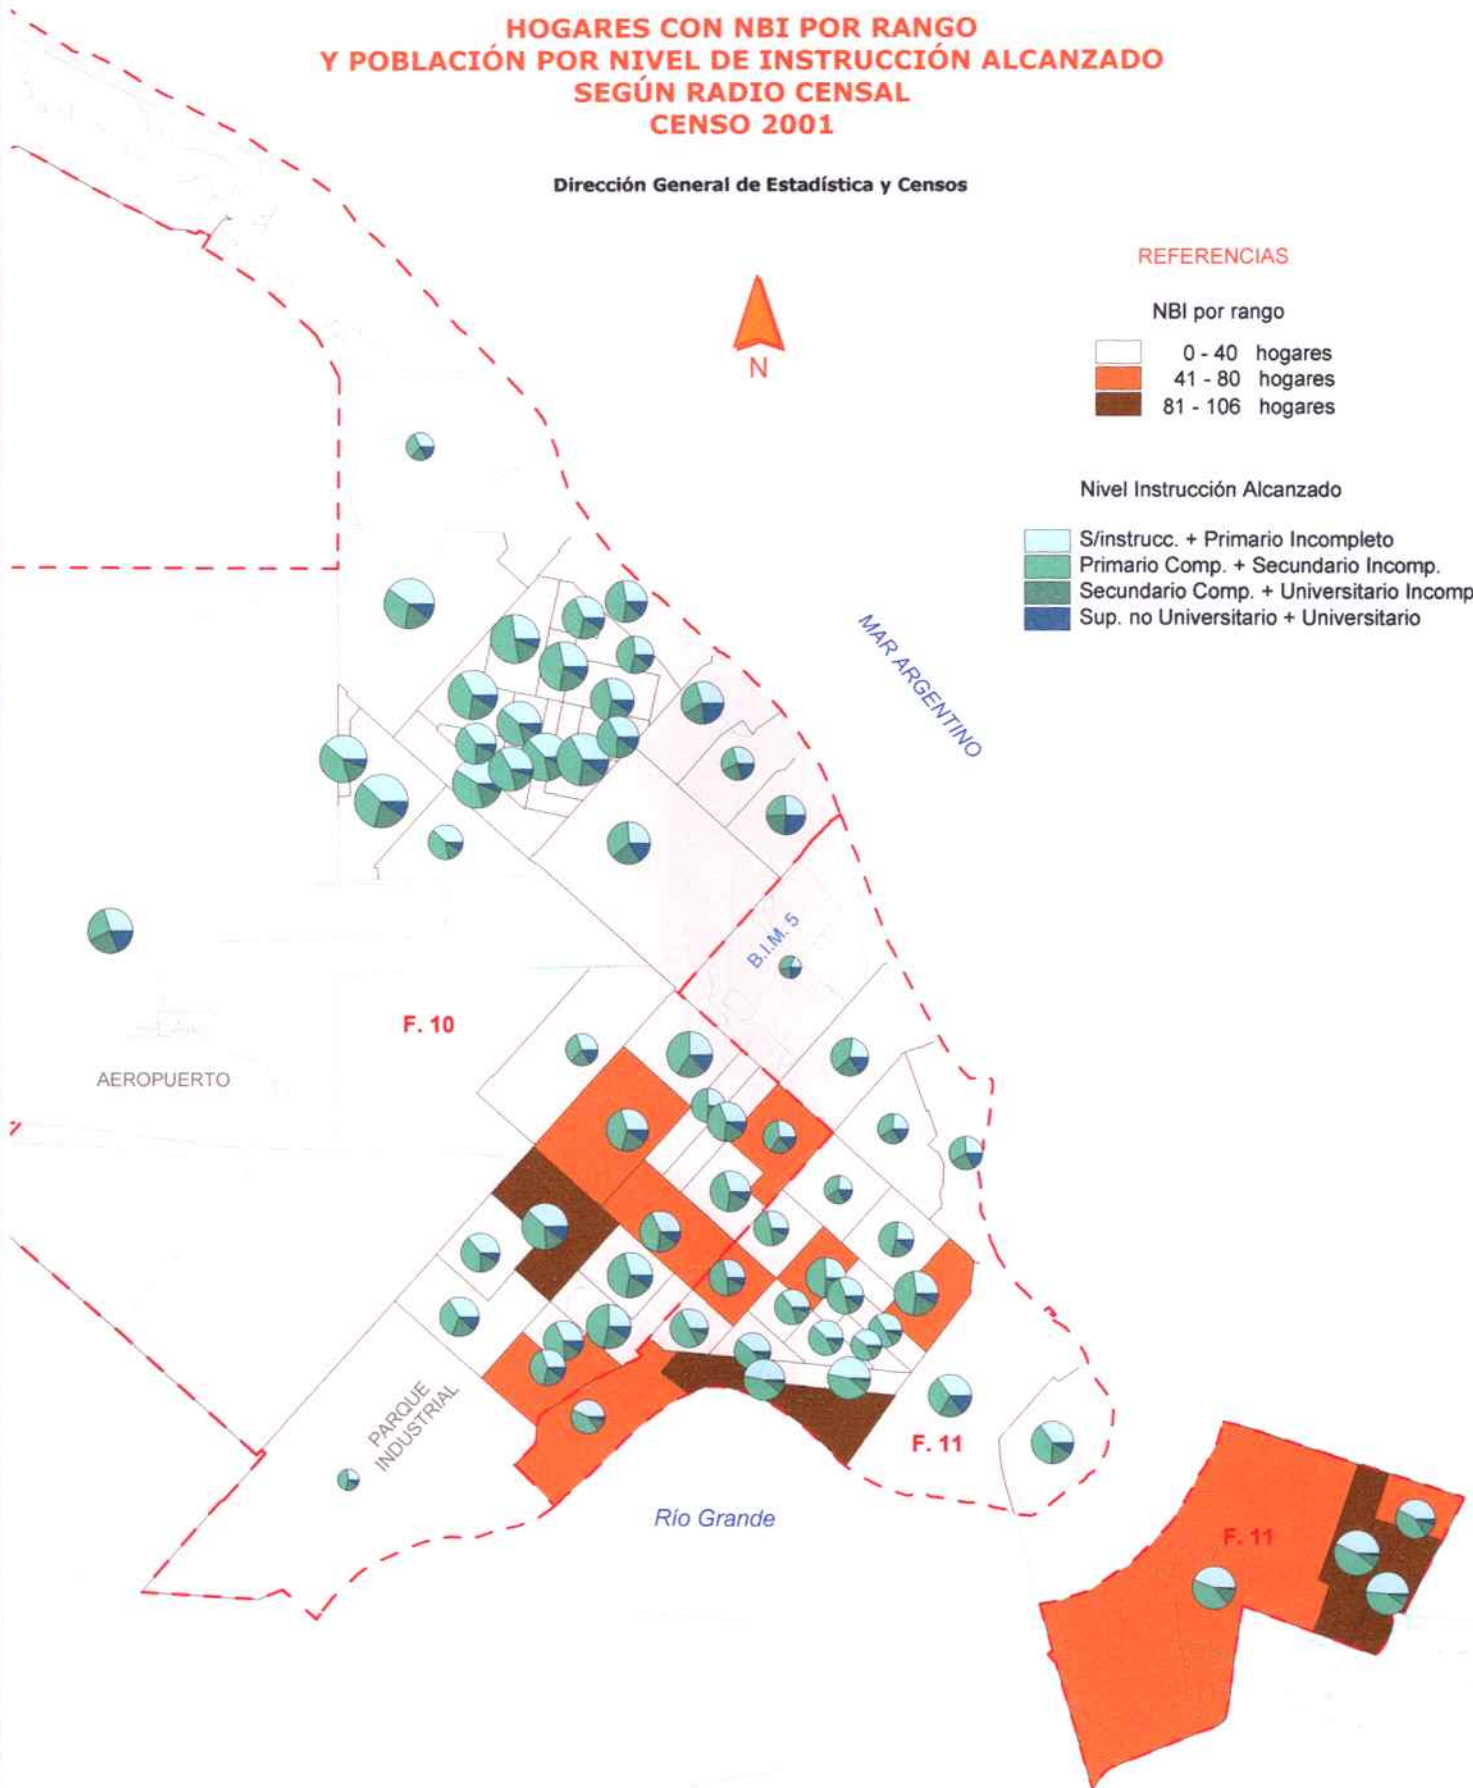 HOGARES CON NBI POR RANGO
Y POBLACIÓN POR NIVEL DE INSTRUCCIÓN ALCANZADO
SEGÚN RADIO CENSAL
CENSO 2001
Dirección General de Estadística y Censos
REFERENCIAS
NBI por rango
0 - 40 hogares
41 - 80 hogares
81 - 106 hogares
N
Nivel Instrucción Alcanzado
S/instrucc. + Primario Incompleto
Primario Comp. + Secundario Incomp.
Secundario Comp. + Universitario Incomp
Sup. no Universitario + Universitario
MAR ARGENTINO
B.I.M. 5
F. 10
AEROPUERTO
PARQUE
INDUSTRIAL
F. 11
Río Grande
F. 11